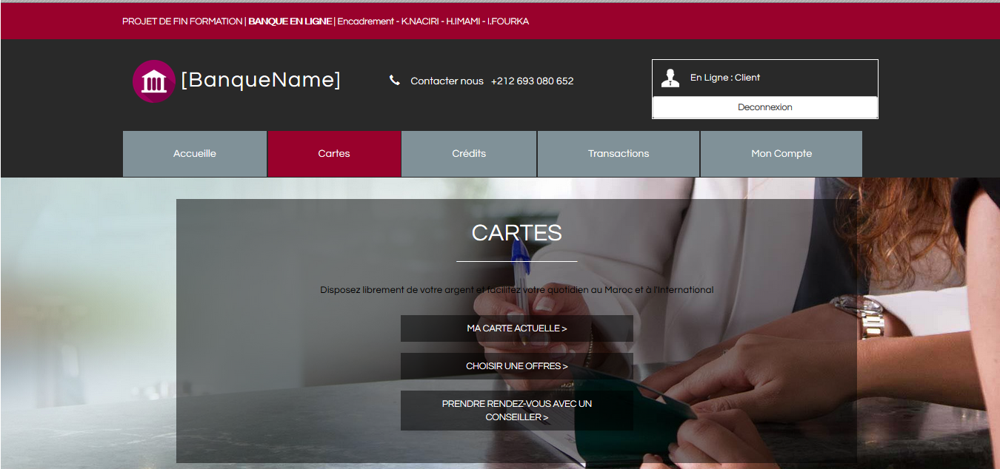 PROJET DE FIN FORMATION | BANQUE EN LIGNE | Encadrement - K.NACIRI - H.IMAMI - I.FOURKA
[BanqueName]
Contacter nous +212 693 080 652
En Ligne : Client
Deconnexion
Accueille
Cartes
Crédits
Transactions
Mon Compte
CARTES
Disposez librement de votre argent et facilitez votre quotidien au Maroc et à l'International
MA CARTE ACTUELLE >
CHOISIR UNE OFFRES >
PRENDRE RENDEZ-VOUS AVEC UN
CONSEILLER >